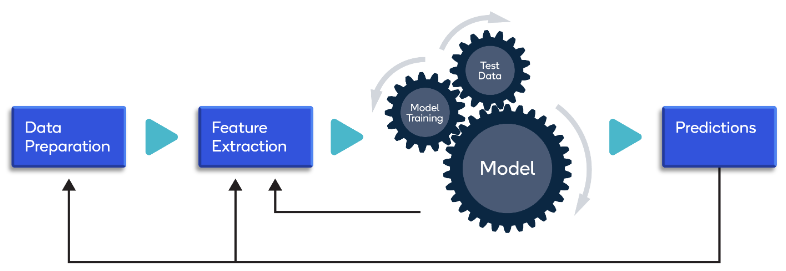 Data
Preparation
Feature
Extraction
Model
Training
Test
Data
Model
Predictions